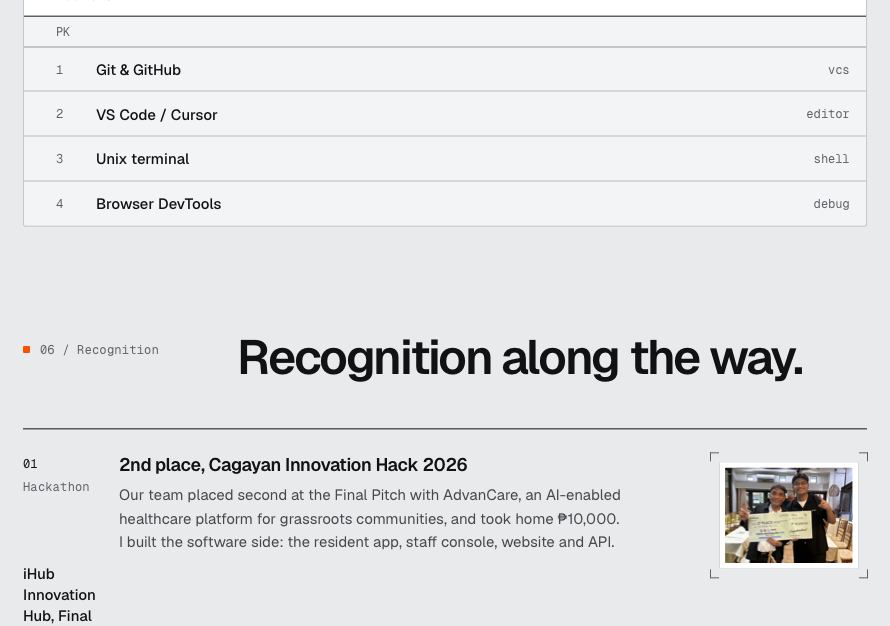 PK
1 Git & GitHub vcs
2 VS Code / Cursor editor
3 Unix terminal shell
4 Browser DevTools debug
06 / Recognition
Recognition along the way.
01
Hackathon
2nd place, Cagayan Innovation Hack 2026
Our team placed second at the Final Pitch with AdvanCare, an AI-enabled
healthcare platform for grassroots communities, and took home ₱10,000.
I built the software side: the resident app, staff console, website and API.
iHub
Innovation
Hub, Final